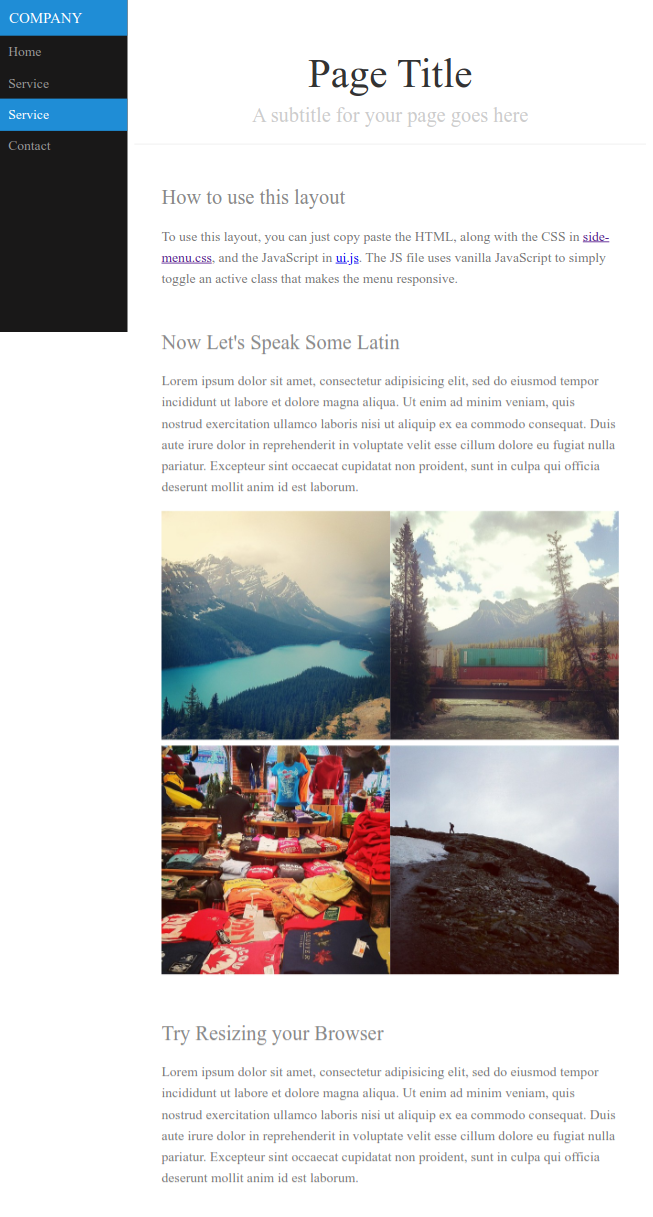 COMPANY
Home
Service
Service
Contact
Page Title
A subtitle for your page goes here
How to use this layout
To use this layout, you can just copy paste the HTML, along with the CSS in side-
menu.css, and the JavaScript in ui.js. The JS file uses vanilla JavaScript to simply
toggle an active class that makes the menu responsive.
Now Let's Speak Some Latin
Lorem ipsum dolor sit amet, consectetur adipisicing elit, sed do eiusmod tempor
incididunt ut labore et dolore magna aliqua. Ut enim ad minim veniam, quis
nostrud exercitation ullamco laboris nisi ut aliquip ex ea commodo consequat. Duis
aute irure dolor in reprehenderit in voluptate velit esse cillum dolore eu fugiat nulla
pariatur. Excepteur sint occaecat cupidatat non proident, sunt in culpa qui officia
deserunt mollit anim id est laborum.
Try Resizing your Browser
Lorem ipsum dolor sit amet, consectetur adipisicing elit, sed do eiusmod tempor
incididunt ut labore et dolore magna aliqua. Ut enim ad minim veniam, quis
nostrud exercitation ullamco laboris nisi ut aliquip ex ea commodo consequat. Duis
aute irure dolor in reprehenderit in voluptate velit esse cillum dolore eu fugiat nulla
pariatur. Excepteur sint occaecat cupidatat non proident, sunt in culpa qui officia
deserunt mollit anim id est laborum.